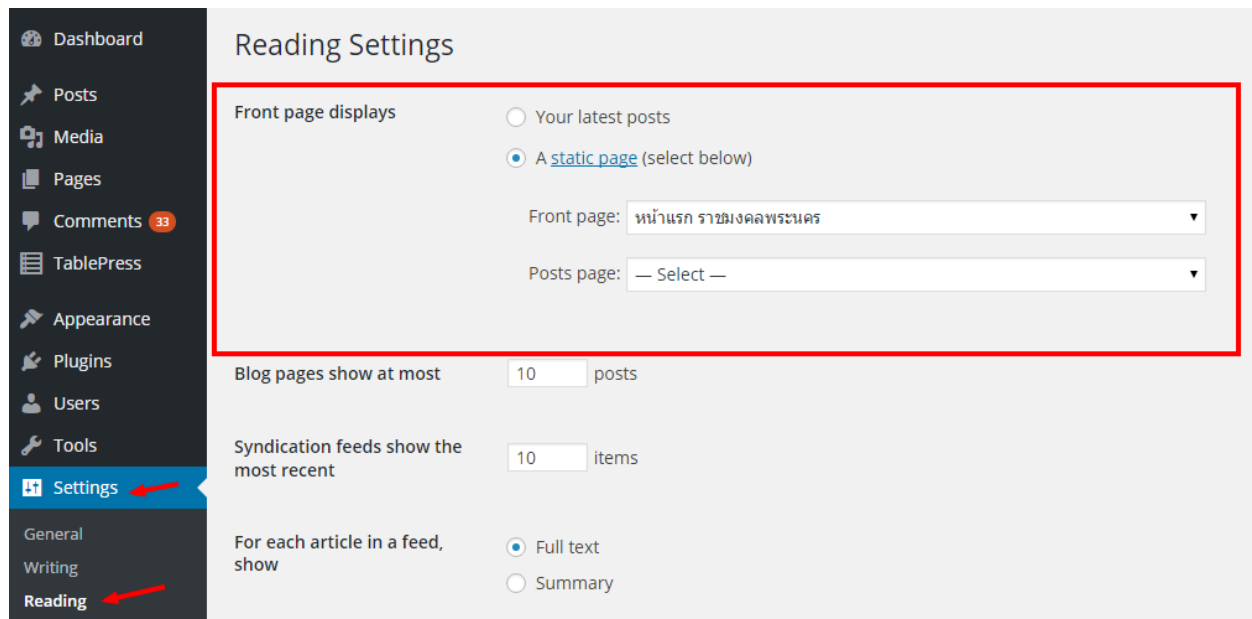 Dashboard
Posts
Media
Pages
Comments 33
TablePress
Appearance
Plugins
Users
Tools
Settings
General
Writing
Reading
Reading Settings
Front page displays
Your latest posts
A static page (select below)
Front page: หน้าแรก ราชมงคลพระนคร
Posts page: — Select —
Blog pages show at most 10 posts
Syndication feeds show the
most recent
10 items
For each article in a feed,
show
Full text
Summary